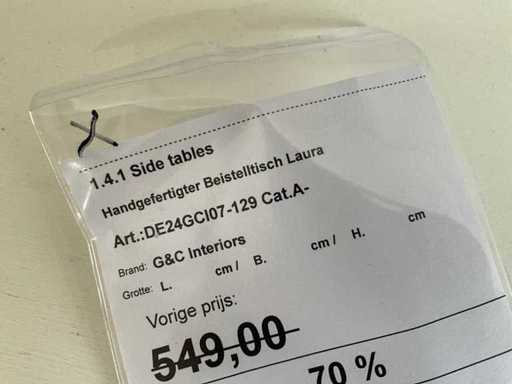 1.4.1 Side tables
Handgefertigter Beistelltisch Laura
Art.:DE24GCI07-129 Cat.A-
Brand: G&C Interiors
Grotte: L. cm / B. cm / H. cm
Vorige prijs:
549,00
70 %